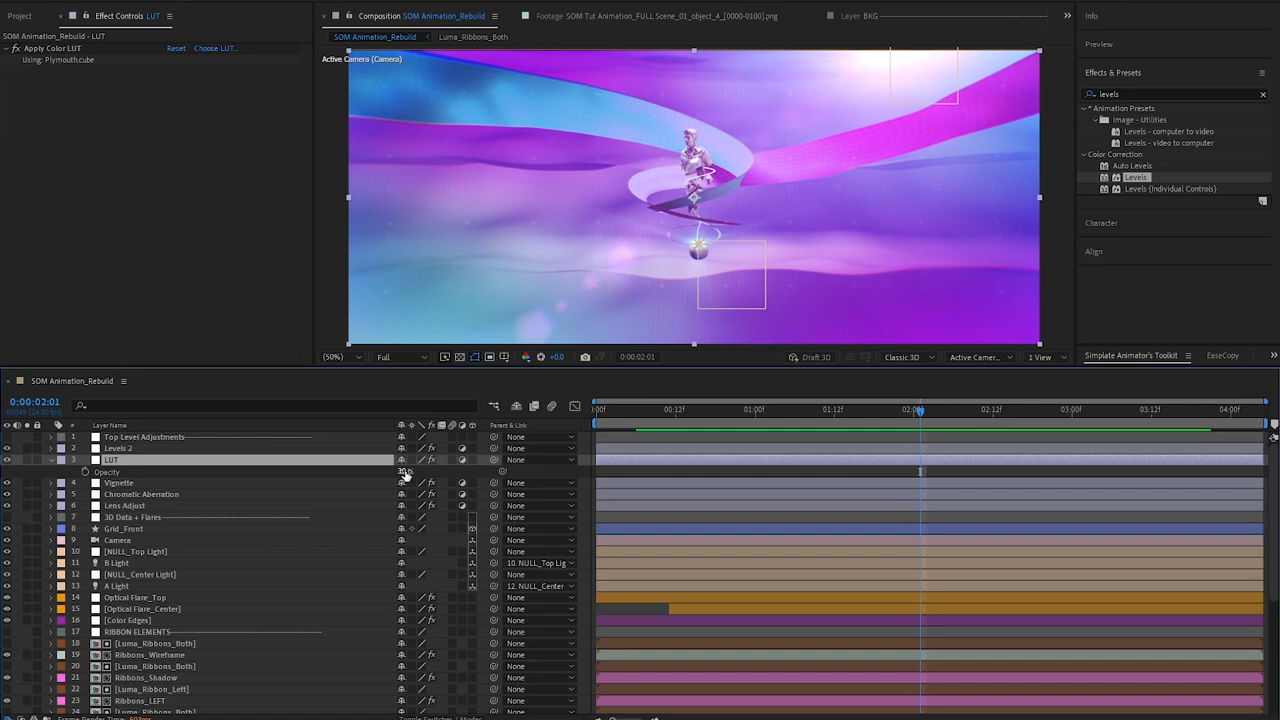 Project
Effect Controls LUT
SOM Animation_Rebuild - LUT
Apply Color LUT Reset Choose LUT...
Using: Plymouth.cube
Composition SOM Animation_Rebuild
Footage SOM Tut Animation_FULL Scene_01_object_4_[0000-0100].png
Layer BKG
SOM Animation_Rebuild
Luma_Ribbons_Both
Active Camera (Camera)
(50%) Full +0.0 0:00:02:01 Draft 3D Classic 3D Active Camer... 1 View
Info
Preview
Effects & Presets
levels
* Animation Presets
Image - Utilities
Levels - computer to video
Levels - video to computer
Color Correction
Auto Levels
Levels
Levels (Individual Controls)
Character
Align
Simple Animator's Toolkit EaseCopy
SOM Animation_Rebuild
0:00:02:01
00049 (24.00 fps)
:00f 00:12f 01:00f 01:12f 02:00f 02:12f 03:00f 03:12f 04:00f
# Layer Name Parent & Link
1 Top Level Adjustments None
2 Levels 2 None
3 LUT None
Opacity
4 Vignette None
5 Chromatic Aberration None
6 Lens Adjust None
7 3D Data + Flares None
8 Grid_Front None
9 Camera None
10 [NULL_Top Light] None
11 B Light 10. NULL_Top Lig
12 [NULL_Center Light] None
13 A Light 12. NULL_Center
14 Optical Flare_Top None
15 [Optical Flare_Center] None
16 [Color Edges] None
17 RIBBON ELEMENTS None
18 [Luma_Ribbons_Both] None
19 Ribbons_Wireframe None
20 [Luma_Ribbons_Both] None
21 Ribbons_Shadow None
22 [Luma_Ribbon_Left] None
23 Ribbons_LEFT None
24 [Luma_Ribbons_Both] None
Frame Render Time Toggle Switches / Modes